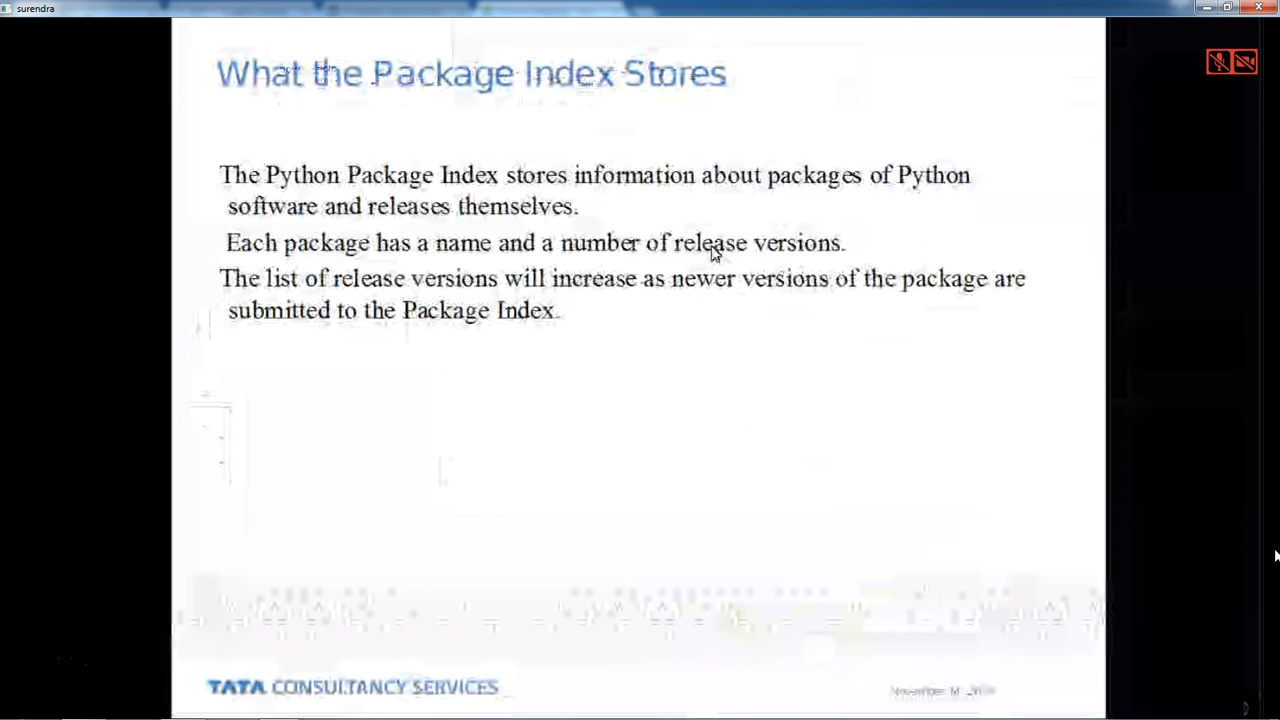 surendra
What the Package Index Stores
The Python Package Index stores information about packages of Python
software and releases themselves.
Each package has a name and a number of release versions.
The list of release versions will increase as newer versions of the package are
submitted to the Package Index.
TATA CONSULTANCY SERVICES
November